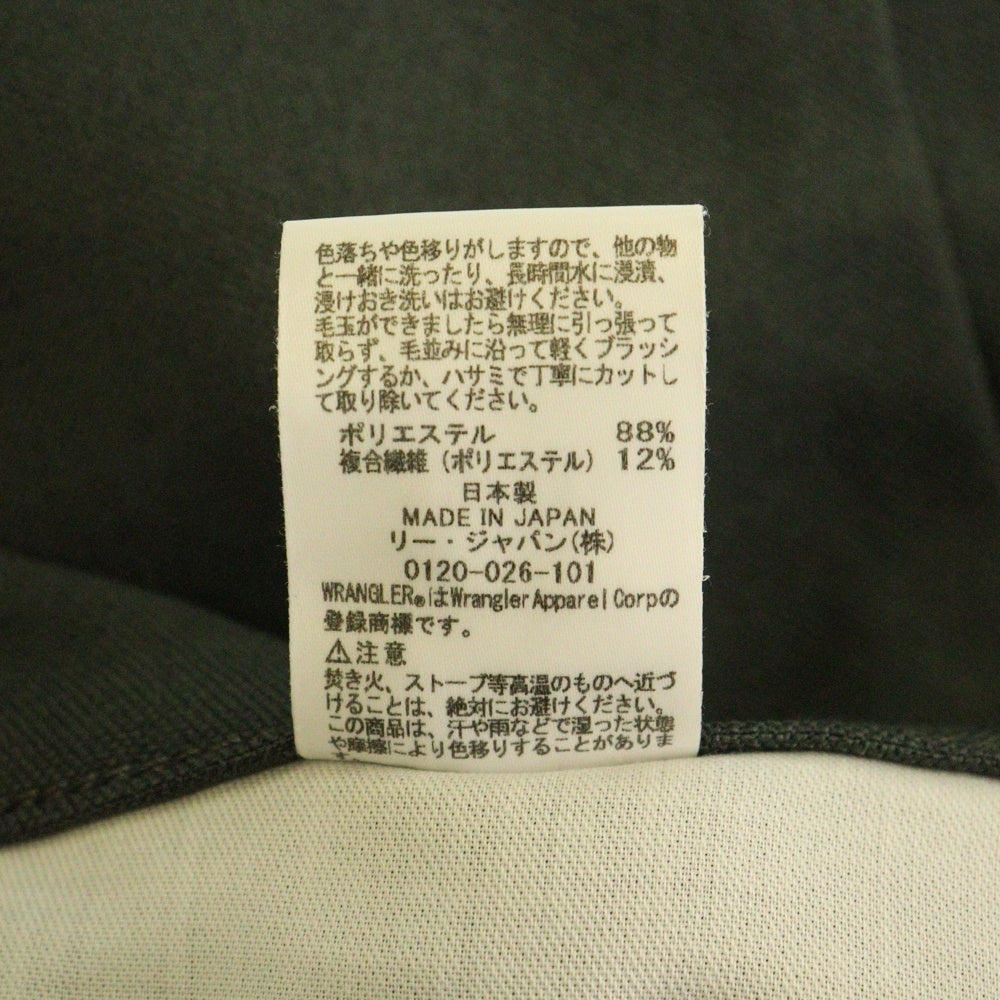 色落ちや色移りがしますので、他の物
と一緒に洗ったり、長時間水に浸漬、
浸けおき洗いはお避けください。
毛玉ができましたら無理に引っ張って
取らず、毛並みに沿って軽くブラッシ
ングするか、ハサミで丁寧にカットし
て取り除いてください。
ポリエステル 88%
複合繊維（ポリエステル） 12%
日本製
MADE IN JAPAN
リー・ジャパン(株)
0120-026-101
WRANGLER®はWrangler Apparel Corpの
登録商標です。
⚠注意
焚き火、ストーブ等高温のものへ近づ
けることは、絶対にお避けください。
この商品は、汗や雨などで湿った状態
や摩擦により色移りすることがありま